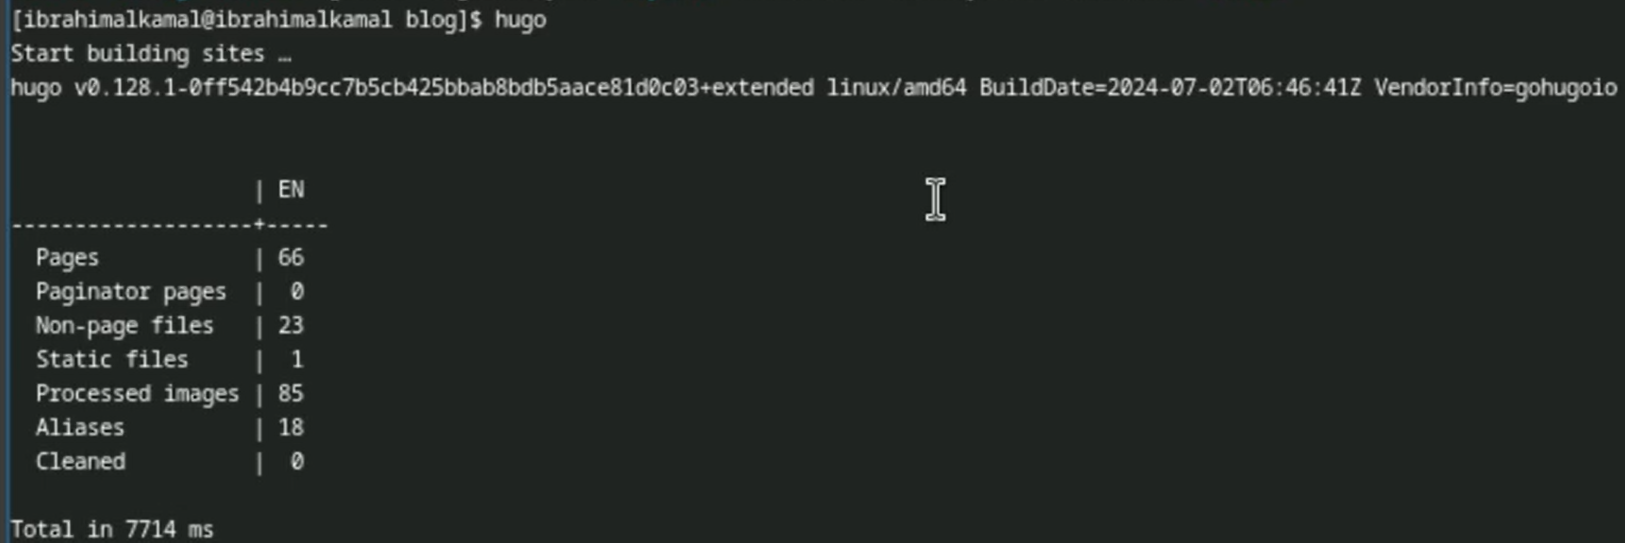 [ibrahimalkamal@ibrahimalkamal blog]$ hugo
Start building sites …
hugo v0.128.1-0ff542b4b9cc7b5cb425bbab8bdb5aace81d0c03+extended linux/amd64 BuildDate=2024-07-02T06:46:41Z VendorInfo=gohugoio
                   | EN
-------------------+-----
  Pages            | 66
  Paginator pages  |  0
  Non-page files   | 23
  Static files     |  1
  Processed images | 85
  Aliases          | 18
  Cleaned          |  0
Total in 7714 ms